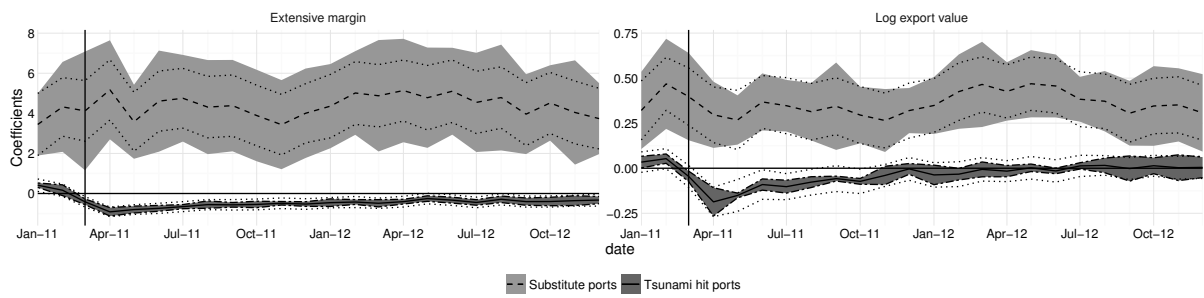 Extensive margin
Log export value
Coefficients
8
6
4
2
0
0.75
0.50
0.25
0.00
−0.25
Jan−11 Apr−11 Jul−11 Oct−11 Jan−12 Apr−12 Jul−12 Oct−12
Jan−11 Apr−11 Jul−11 Oct−11 Jan−12 Apr−12 Jul−12 Oct−12
date
Substitute ports Tsunami hit ports